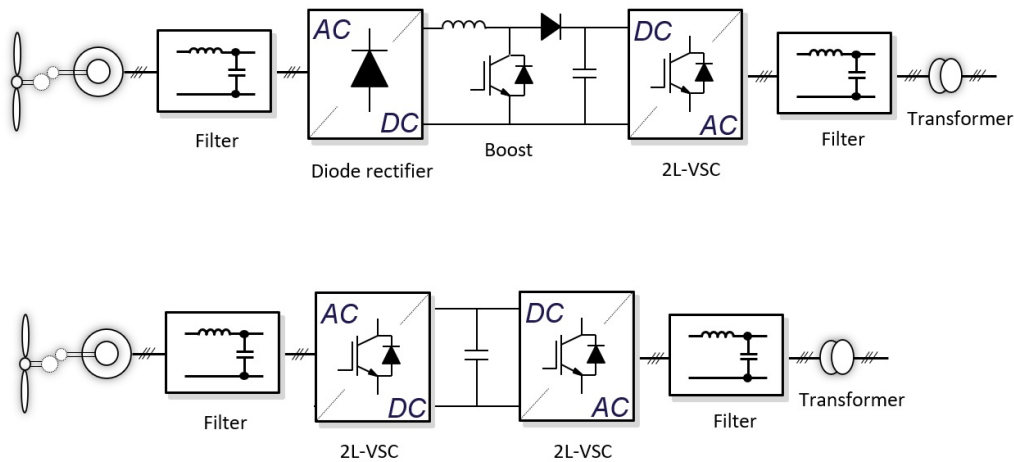 AC
DC
DC
AC
Filter
Diode rectifier
Boost
2L-VSC
Filter
Transformer
AC
DC
DC
AC
Filter
2L-VSC
2L-VSC
Filter
Transformer